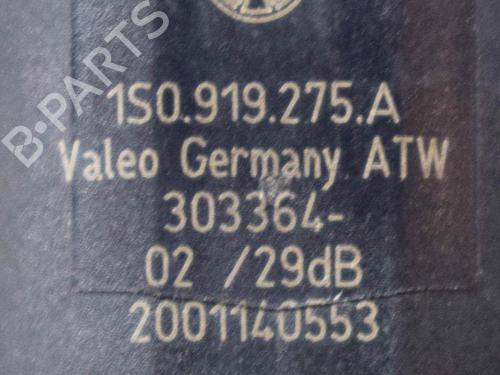 B-PARTS
1S0.919.275.A
Valeo Germany ATW
303364-
02 /29dB
2001140553